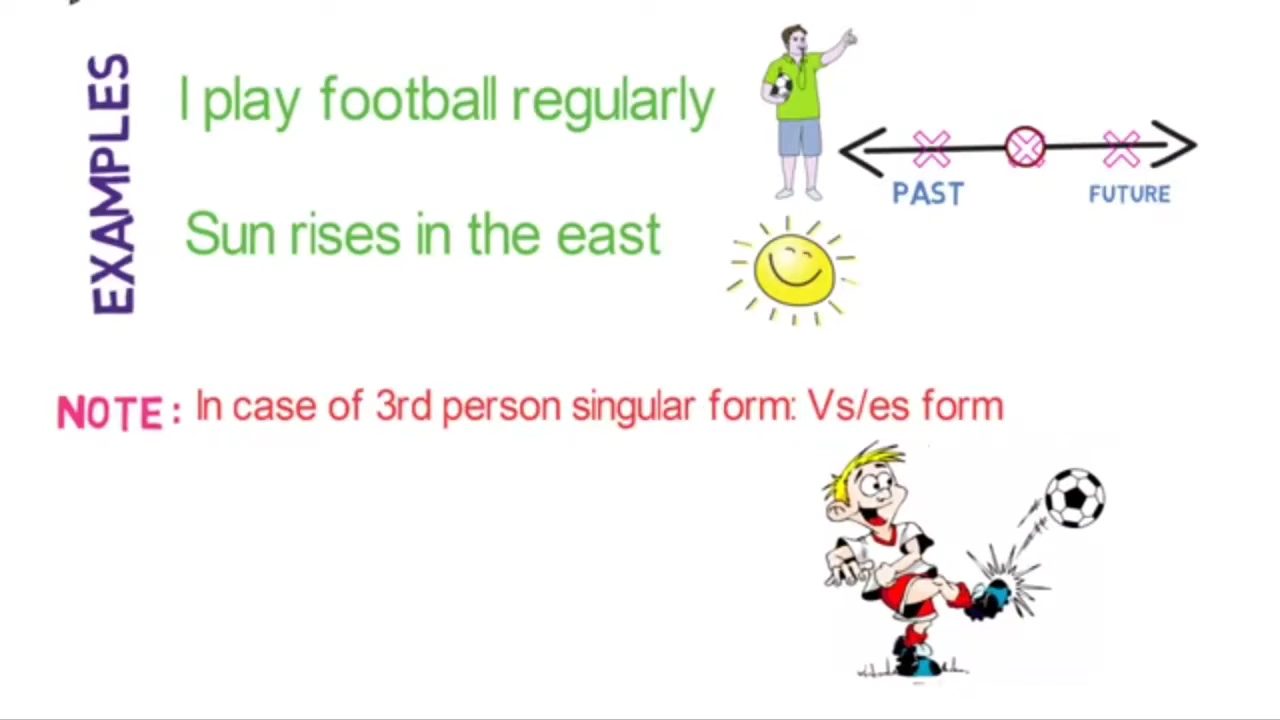 EXAMPLES
I play football regularly
PAST
FUTURE
Sun rises in the east
NOTE: In case of 3rd person singular form: Vs/es form